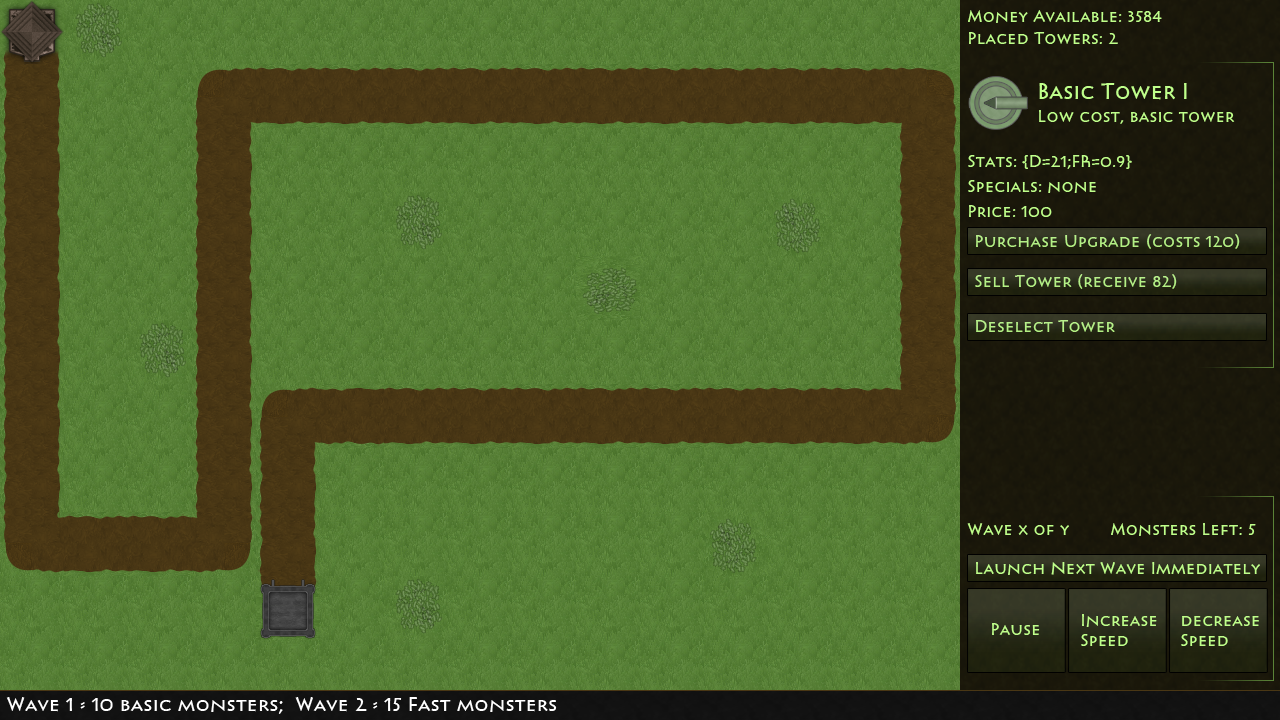 Money Available: 3584
Placed Towers: 2
Basic Tower I
Low cost, basic tower
Stats: {D=21;FR=0.9}
Specials: none
Price: 100
Purchase Upgrade (costs 120)
Sell Tower (receive 82)
Deselect Tower
Wave x of y Monsters Left: 5
Launch Next Wave Immediately
Pause
Increase
Speed
decrease
Speed
Wave 1 : 10 basic monsters; Wave 2 : 15 Fast monsters